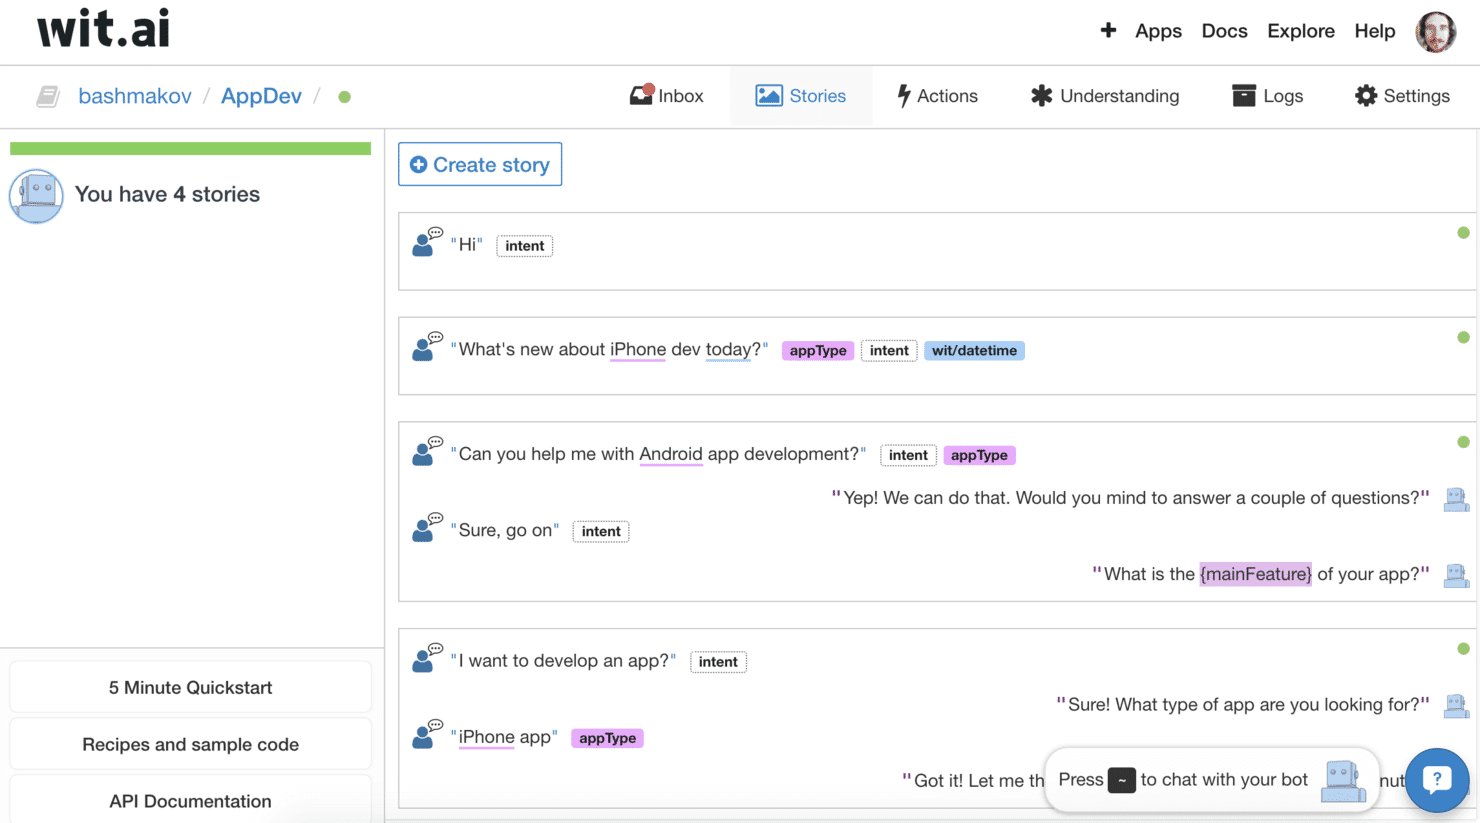 wit.ai
+ Apps Docs Explore Help
bashmakov / AppDev /
Inbox Stories Actions Understanding Logs Settings
You have 4 stories
Create story
"Hi" intent
"What's new about iPhone dev today?" appType intent wit/datetime
"Can you help me with Android app development?" intent appType
"Yep! We can do that. Would you mind to answer a couple of questions?"
"Sure, go on" intent
"What is the {mainFeature} of your app?"
"I want to develop an app?" intent
"Sure! What type of app are you looking for?"
"iPhone app" appType
"Got it! Let me th
Press ~ to chat with your bot
nut
?
5 Minute Quickstart
Recipes and sample code
API Documentation